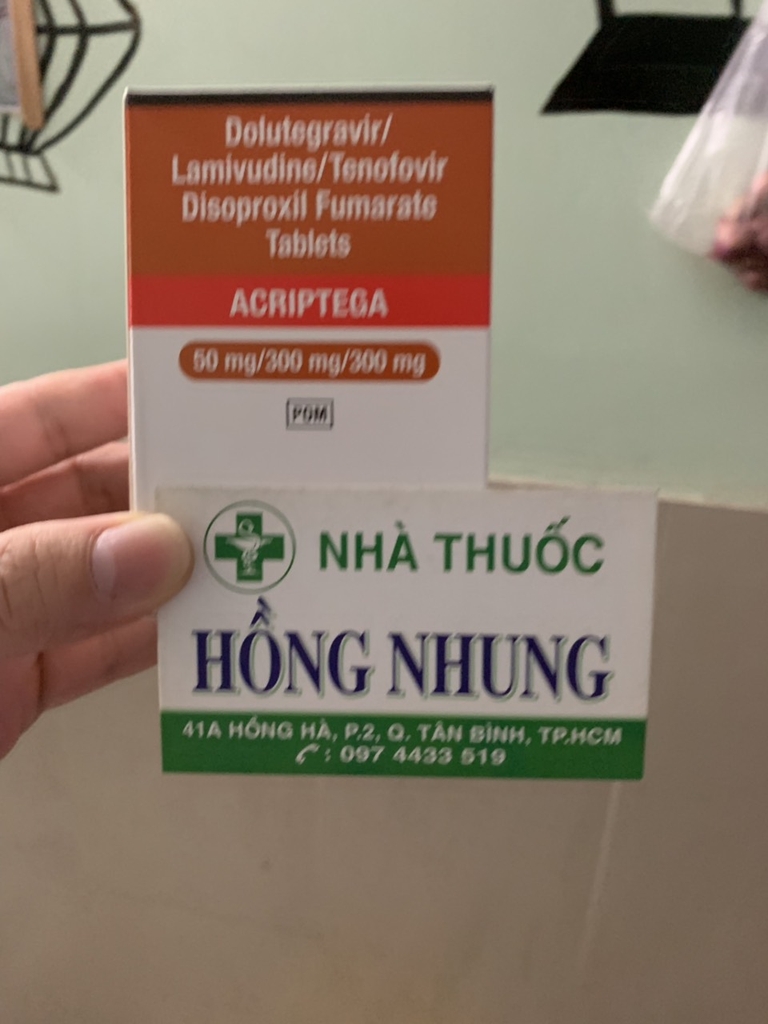 Dolutegravir/
Lamivudine/Tenofovir
Disoproxil Fumarate
Tablets
ACRIPTEGA
50 mg/300 mg/300 mg
POM
NHÀ THUỐC
HỒNG NHUNG
41A HỒNG HÀ, P.2, Q. TÂN BÌNH, TP.HCM
: 097 4433 519